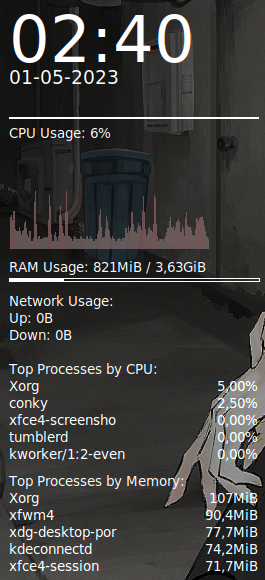 02:40
01-05-2023
CPU Usage: 6%
RAM Usage: 821MiB / 3,63GiB
Network Usage:
Up: 0B
Down: 0B
Top Processes by CPU:
Xorg 5,00%
conky 2,50%
xfce4-screensho 0,00%
tumblerd 0,00%
kworker/1:2-even 0,00%
Top Processes by Memory:
Xorg 107MiB
xfwm4 90,4MiB
xdg-desktop-por 77,7MiB
kdeconnectd 74,2MiB
xfce4-session 71,7MiB